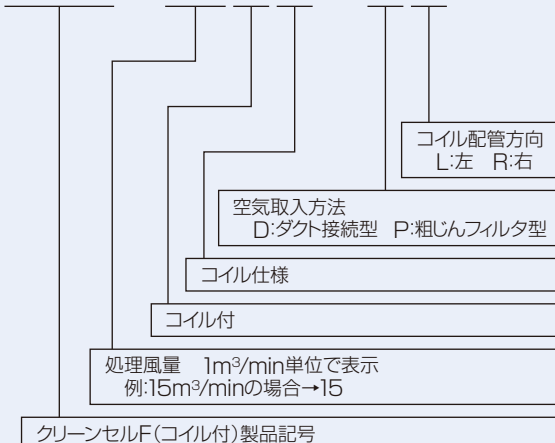 コイル配管方向
L:左 R:右
空気取入方法
D:ダクト接続型 P:粗じんフィルタ型
コイル仕様
コイル付
処理風量 1m³/min単位で表示
例:15m³/minの場合→15
クリーンセルF(コイル付)製品記号